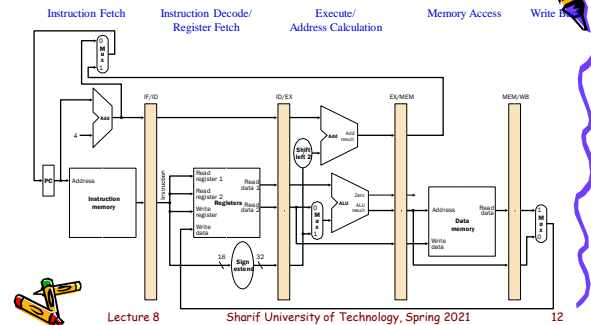 Instruction Fetch
Instruction Decode/
Register Fetch
Execute/
Address Calculation
Memory Access
Write
0
M
u
x
1
IF/ID
ID/EX
EX/MEM
MEM/WB
Add
4
Add
Add
result
Shift
left 2
PC
Address
Instruction
memory
Instruction
Read
register 1
Read
register 2
Write
register
Write
data
Registers
Read
data 1
Read
data 2
0
M
u
x
1
Zero
ALU
ALU
result
Address
Read
data
Data
memory
Write
data
1
M
u
x
0
16
Sign
extend
32
Lecture 8
Sharif University of Technology, Spring 2021
12